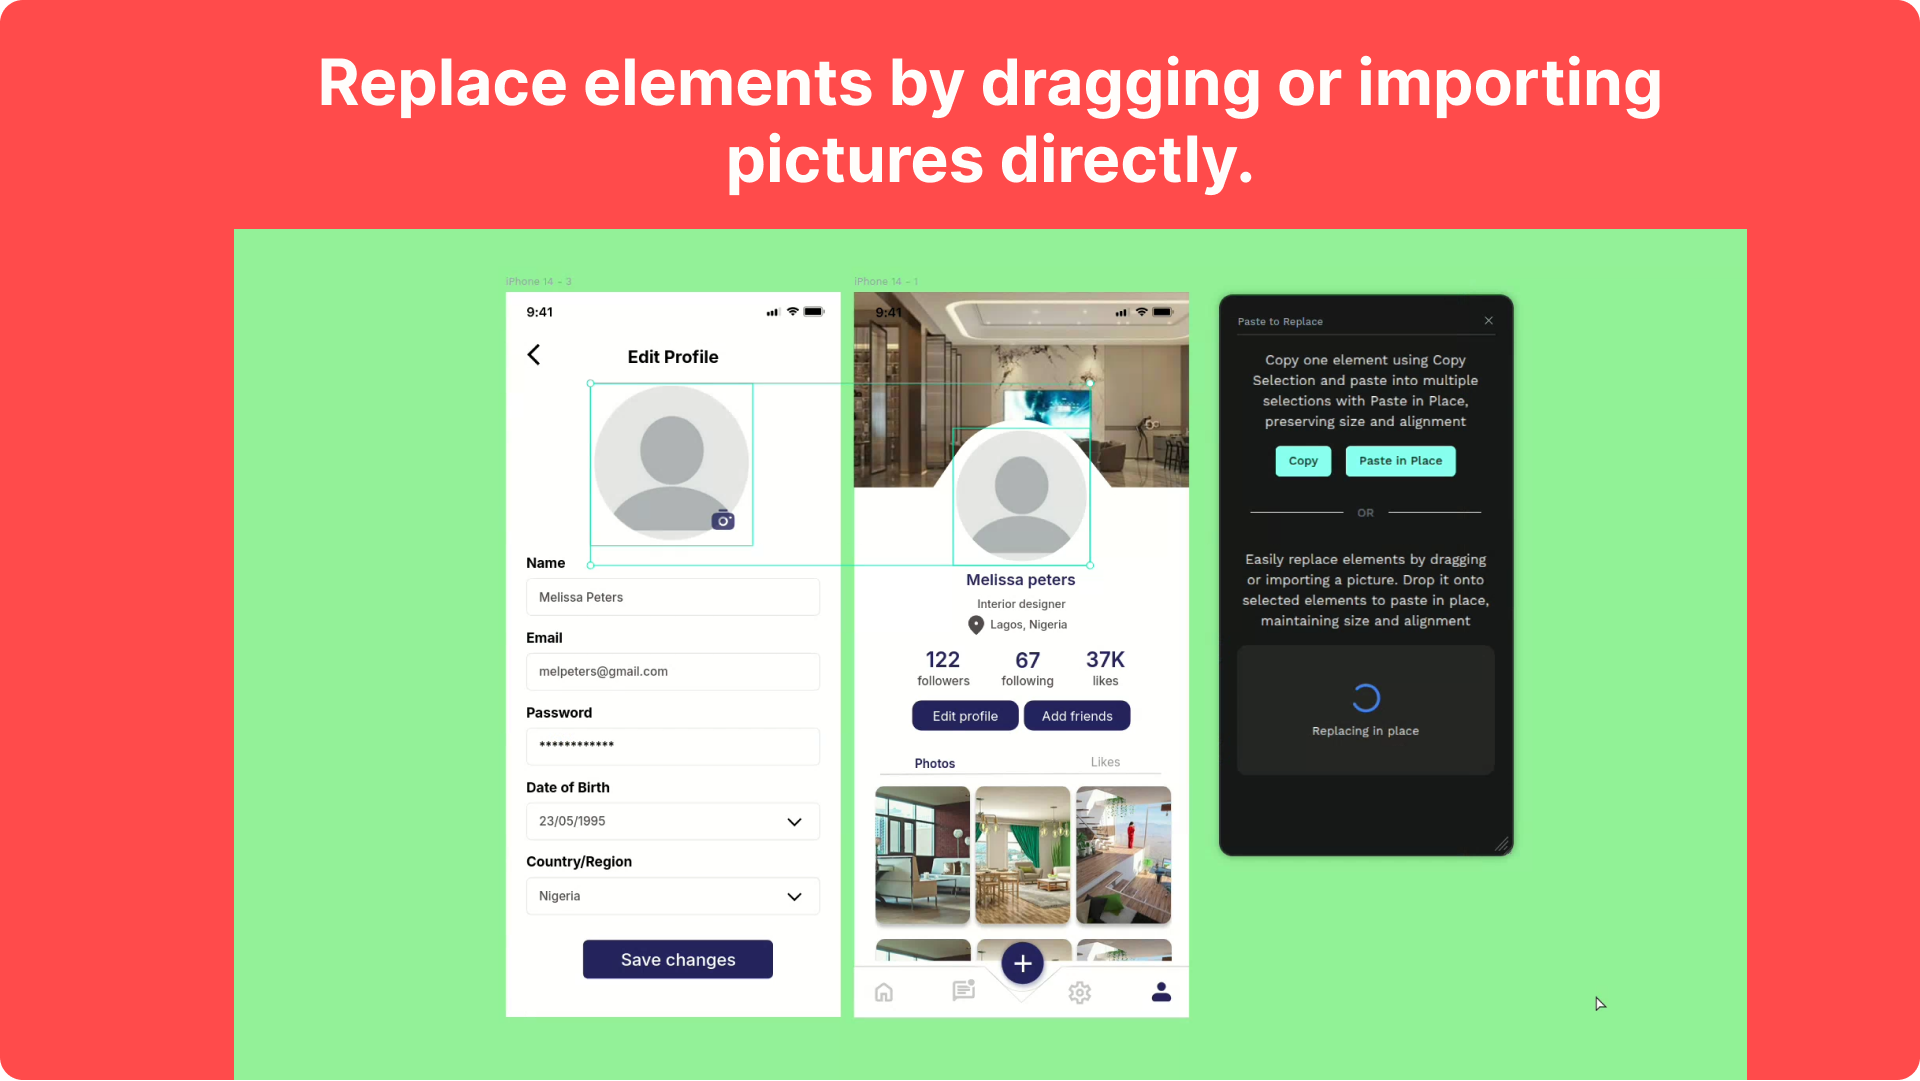 Replace elements by dragging or importing
pictures directly.
iPhone 14 - 3
9:41
Edit Profile
Name
Melissa Peters
Email
melpeters@gmail.com
Password
************
Date of Birth
23/05/1995
Country/Region
Nigeria
Save changes
iPhone 14 - 1
9:41
Melissa peters
Interior designer
Lagos, Nigeria
122 67 37K
followers following likes
Edit profile Add friends
Photos Likes
Paste to Replace
Copy one element using Copy
Selection and paste into multiple
selections with Paste in Place,
preserving size and alignment
Copy Paste in Place
OR
Easily replace elements by dragging
or importing a picture. Drop it onto
selected elements to paste in place,
maintaining size and alignment
Replacing in place